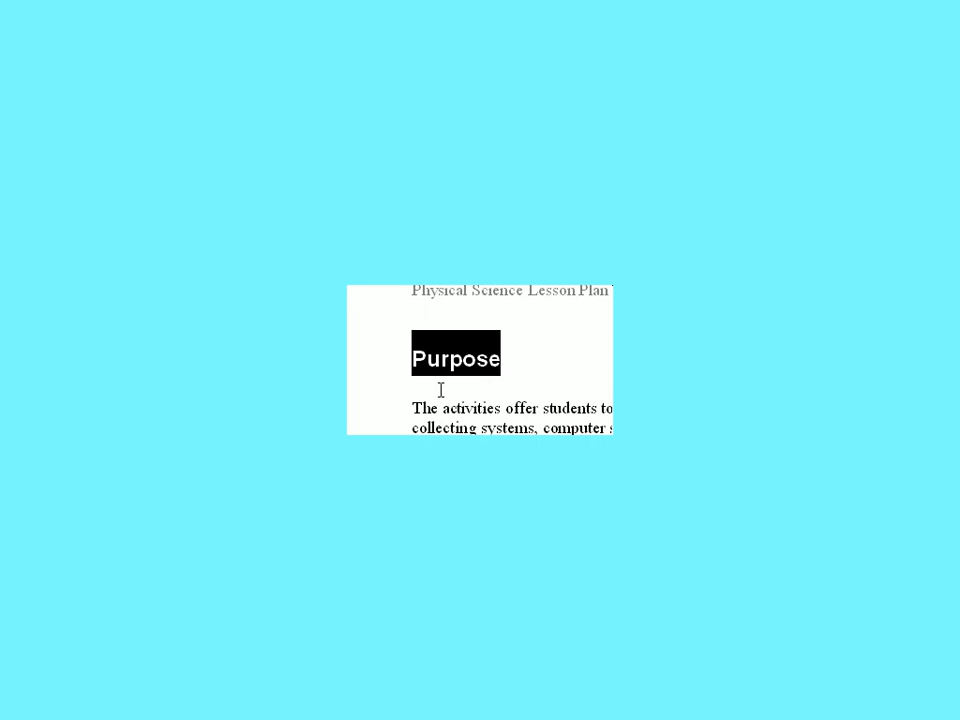 Physical Science Lesson Plan
Purpose
The activities offer students to
collecting systems, computer